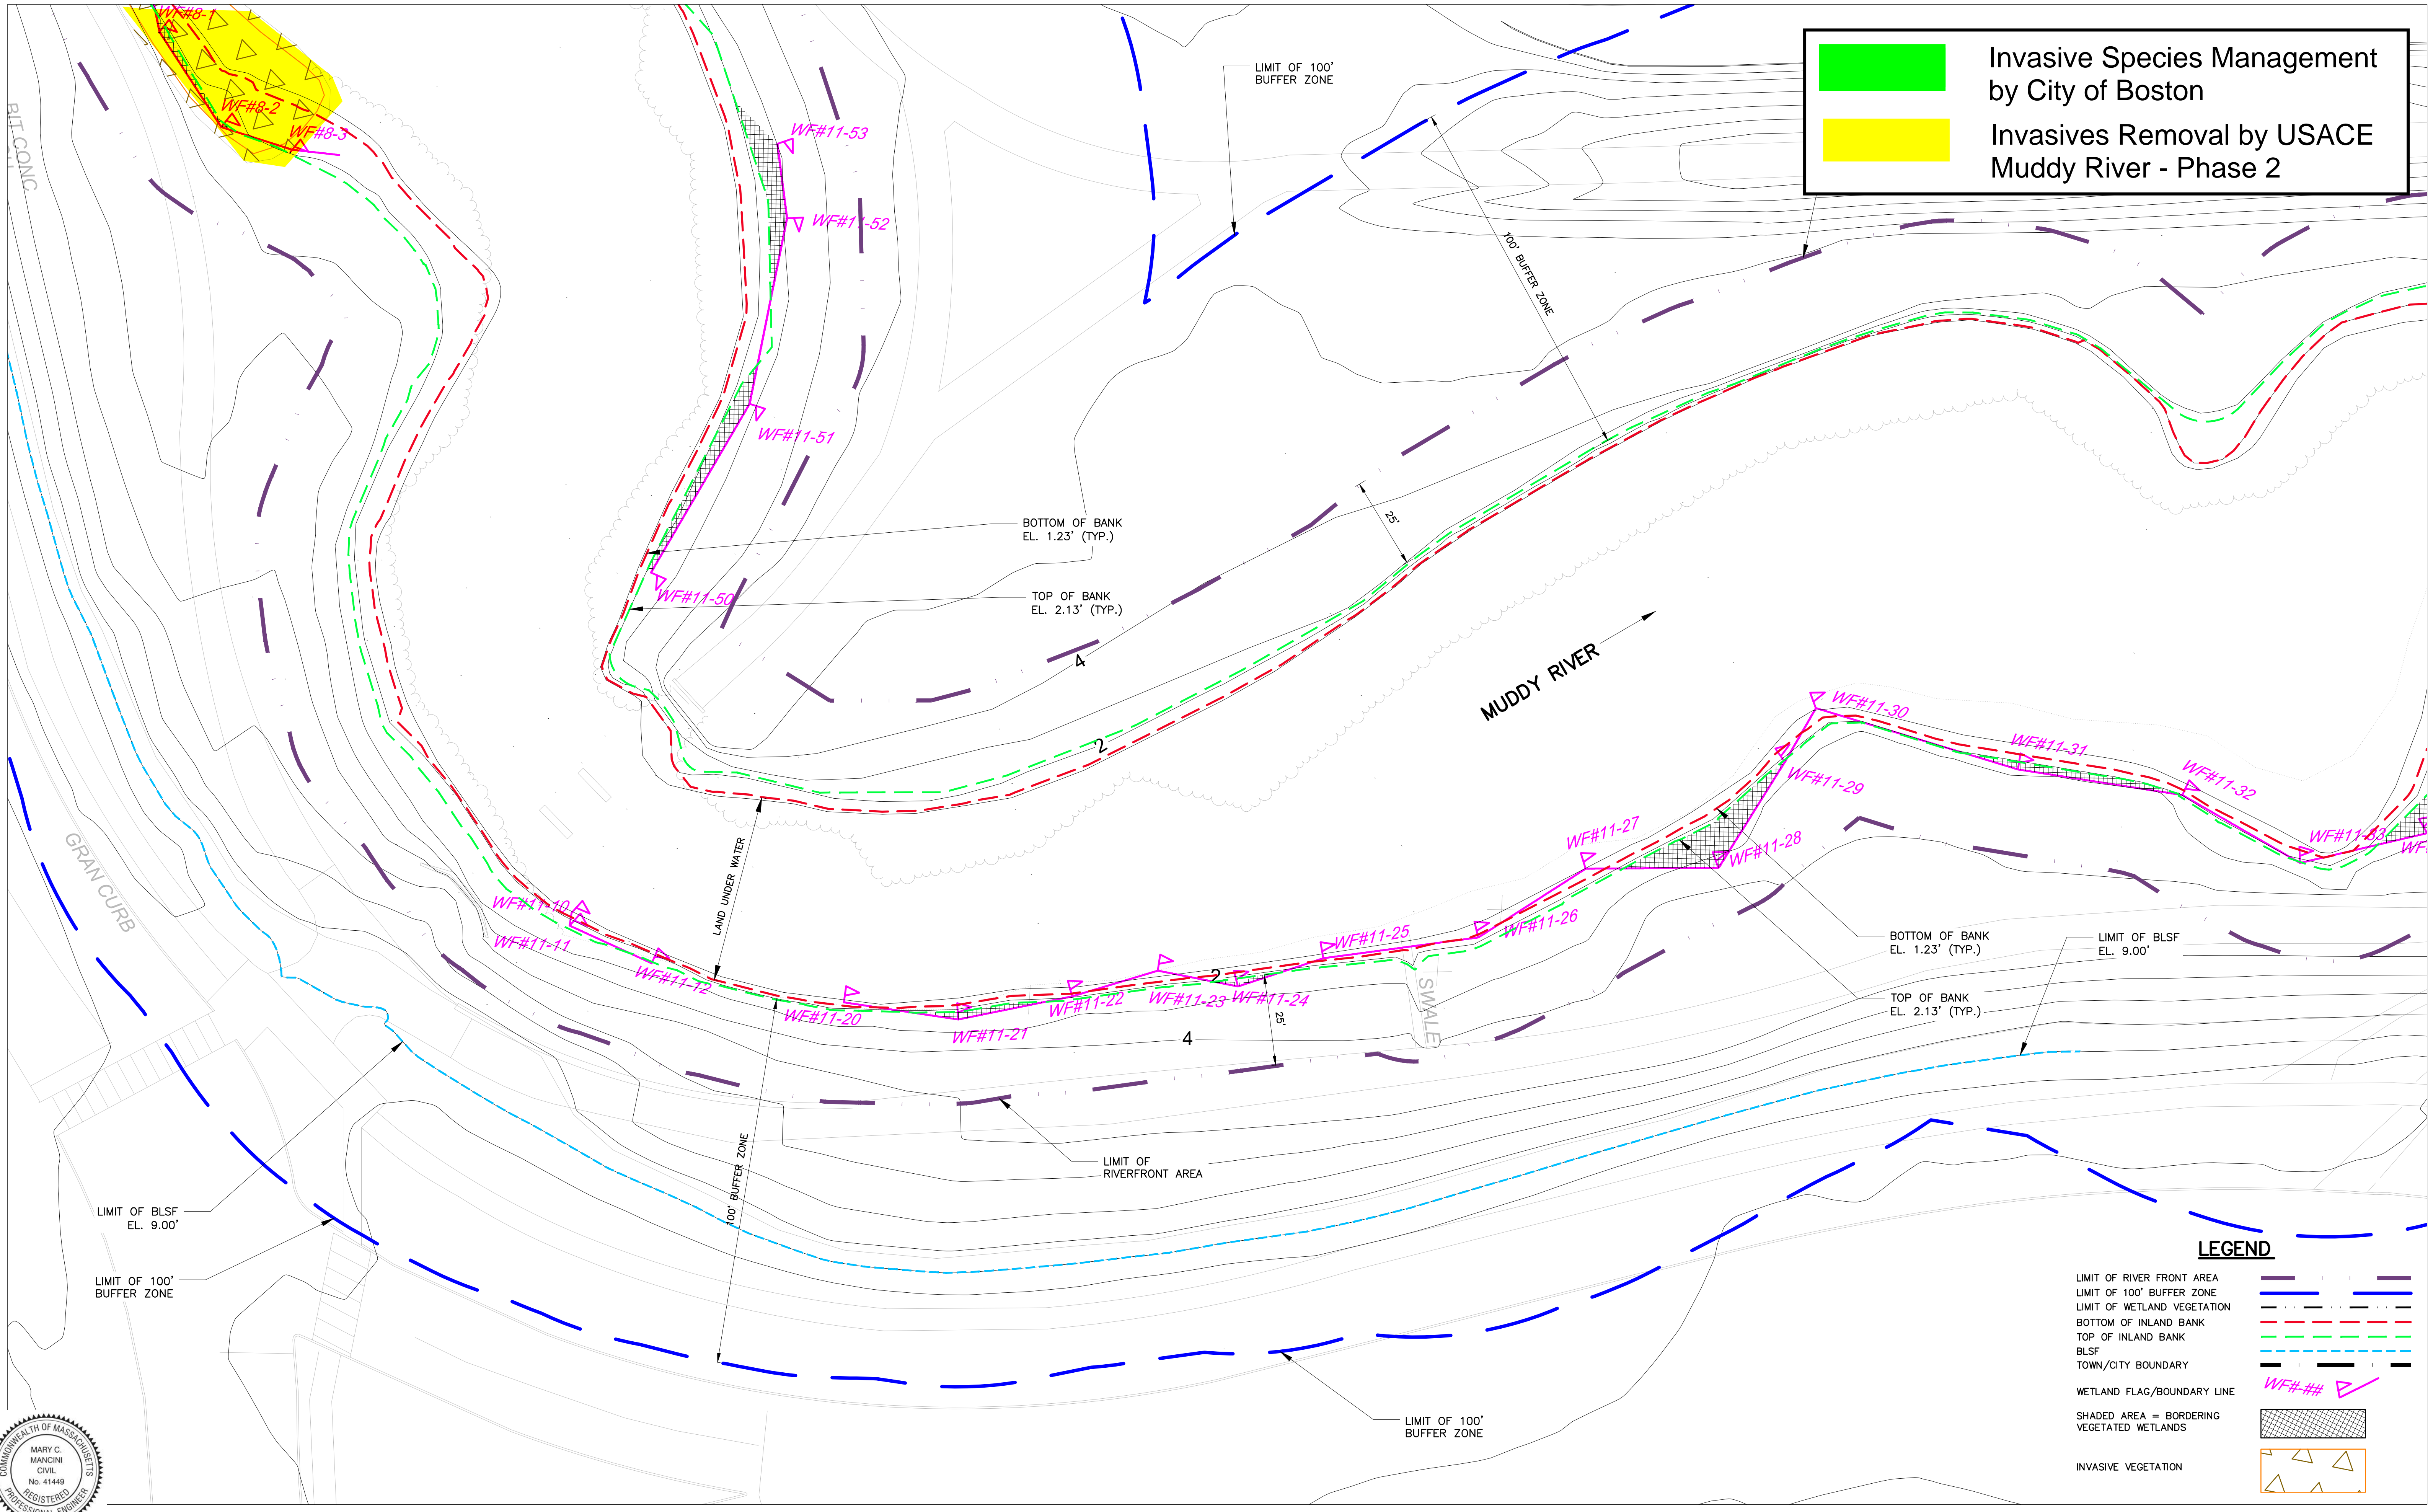 WF#8-1
WF#8-2
WF#8-3
BIT CONC
WF#11-53
WF#11-52
WF#11-51
WF#11-50
LIMIT OF 100'
BUFFER ZONE
Invasive Species Management
by City of Boston
Invasives Removal by USACE
Muddy River - Phase 2
100' BUFFER ZONE
BOTTOM OF BANK
EL. 1.23' (TYP.)
TOP OF BANK
EL. 2.13' (TYP.)
25'
4
2
MUDDY RIVER
WF#11-30
WF#11-31
WF#11-32
WF#11-29
WF#11-27
WF#11-28
WF#11-33
GRAN CURB
LAND UNDER WATER
WF#11-10
WF#11-11
WF#11-12
WF#11-20
WF#11-21
WF#11-22
WF#11-23
WF#11-24
WF#11-25
WF#11-26
2
4
25'
SWALE
BOTTOM OF BANK
EL. 1.23' (TYP.)
LIMIT OF BLSF
EL. 9.00'
TOP OF BANK
EL. 2.13' (TYP.)
LIMIT OF
RIVERFRONT AREA
100' BUFFER ZONE
LIMIT OF BLSF
EL. 9.00'
LIMIT OF 100'
BUFFER ZONE
LIMIT OF 100'
BUFFER ZONE
LEGEND
LIMIT OF RIVER FRONT AREA
LIMIT OF 100' BUFFER ZONE
LIMIT OF WETLAND VEGETATION
BOTTOM OF INLAND BANK
TOP OF INLAND BANK
BLSF
TOWN/CITY BOUNDARY
WETLAND FLAG/BOUNDARY LINE
WF#-##
SHADED AREA = BORDERING
VEGETATED WETLANDS
INVASIVE VEGETATION
COMMONWEALTH OF MASSACHUSETTS
MARY C.
MANCINI
CIVIL
No. 41449
REGISTERED
PROFESSIONAL ENGINEER